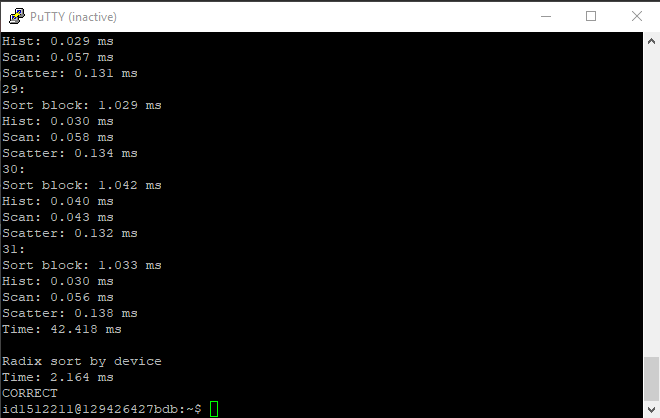 PuTTY (inactive)
Hist: 0.029 ms
Scan: 0.057 ms
Scatter: 0.131 ms
29:
Sort block: 1.029 ms
Hist: 0.030 ms
Scan: 0.058 ms
Scatter: 0.134 ms
30:
Sort block: 1.042 ms
Hist: 0.040 ms
Scan: 0.043 ms
Scatter: 0.132 ms
31:
Sort block: 1.033 ms
Hist: 0.030 ms
Scan: 0.056 ms
Scatter: 0.138 ms
Time: 42.418 ms
Radix sort by device
Time: 2.164 ms
CORRECT
id1512211@129426427bdb:~$